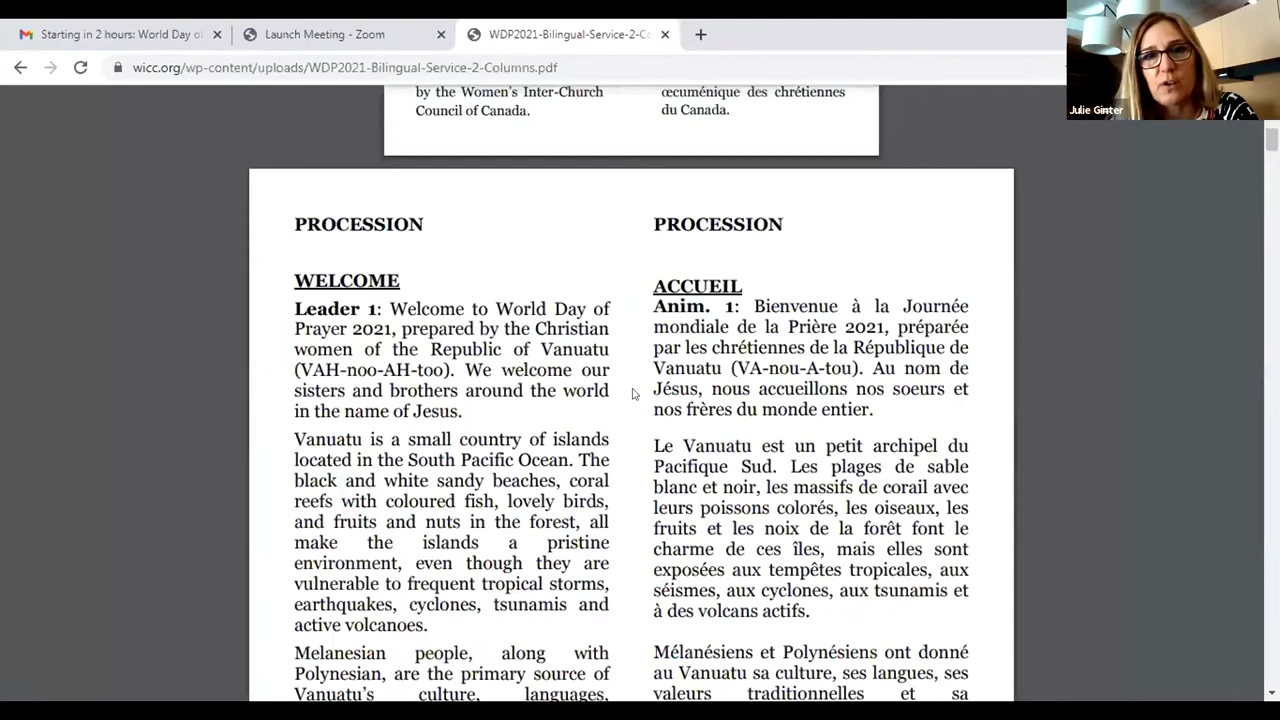 Starting in 2 hours: World Day of
Launch Meeting - Zoom
WDP2021-Bilingual-Service-2-Co
wicc.org/wp-content/uploads/WDP2021-Bilingual-Service-2-Columns.pdf
Julie Ginter
by the Women's Inter-Church
Council of Canada.
œcuménique des chrétiennes
du Canada.
PROCESSION
WELCOME
Leader 1: Welcome to World Day of
Prayer 2021, prepared by the Christian
women of the Republic of Vanuatu
(VAH-noo-AH-too). We welcome our
sisters and brothers around the world
in the name of Jesus.
Vanuatu is a small country of islands
located in the South Pacific Ocean. The
black and white sandy beaches, coral
reefs with coloured fish, lovely birds,
and fruits and nuts in the forest, all
make the islands a pristine
environment, even though they are
vulnerable to frequent tropical storms,
earthquakes, cyclones, tsunamis and
active volcanoes.
Melanesian people, along with
Polynesian, are the primary source of
Vanuatu's culture, languages,
PROCESSION
ACCUEIL
Anim. 1: Bienvenue à la Journée
mondiale de la Prière 2021, préparée
par les chrétiennes de la République de
Vanuatu (VA-nou-A-tou). Au nom de
Jésus, nous accueillons nos soeurs et
nos frères du monde entier.
Le Vanuatu est un petit archipel du
Pacifique Sud. Les plages de sable
blanc et noir, les massifs de corail avec
leurs poissons colorés, les oiseaux, les
fruits et les noix de la forêt font le
charme de ces îles, mais elles sont
exposées aux tempêtes tropicales, aux
séismes, aux cyclones, aux tsunamis et
à des volcans actifs.
Mélanésiens et Polynésiens ont donné
au Vanuatu sa culture, ses langues, ses
valeurs traditionnelles et sa